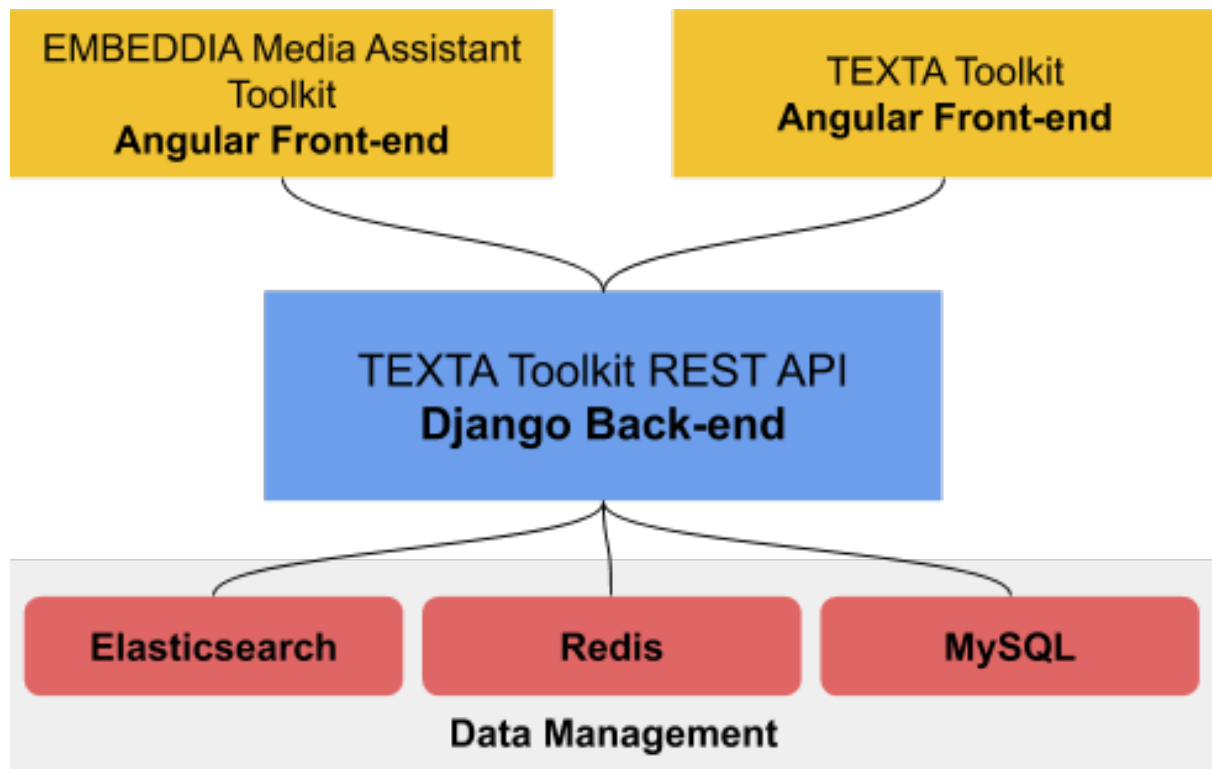 EMBEDDIA Media Assistant
Toolkit
Angular Front-end
TEXTA Toolkit
Angular Front-end
TEXTA Toolkit REST API
Django Back-end
Elasticsearch
Redis
MySQL
Data Management